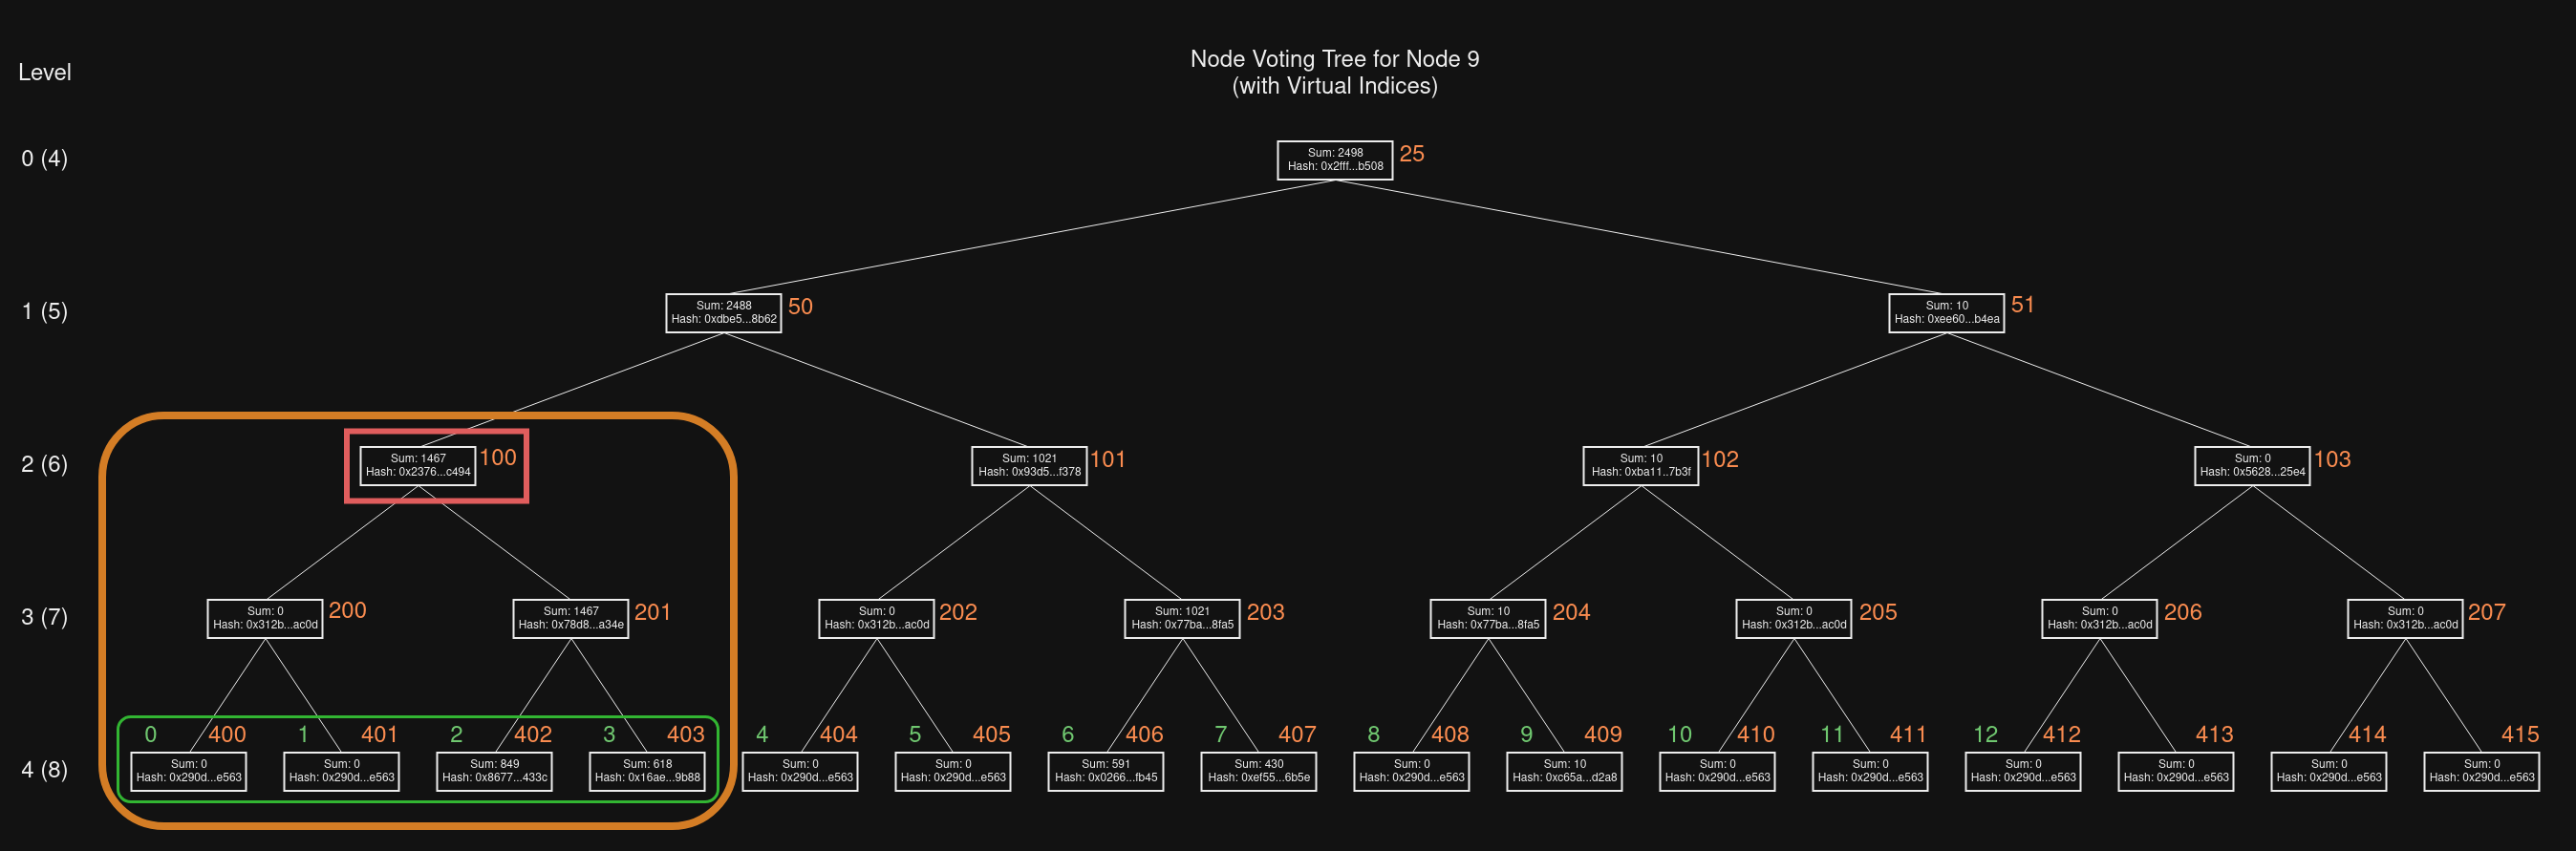 Node Voting Tree for Node 9
(with Virtual Indices)
Level
0 (4)
Sum: 2498
Hash: 0x2fff...b508
25
1 (5)
Sum: 2488
Hash: 0xdbe5...8b62
50
Sum: 10
Hash: 0xee60...b4ea
51
2 (6)
Sum: 1467
Hash: 0x2376...c494
100
Sum: 1021
Hash: 0x93d5...f378
101
Sum: 10
Hash: 0xba11..7b3f
102
Sum: 0
Hash: 0x5628...25e4
103
3 (7)
Sum: 0
Hash: 0x312b...ac0d
200
Sum: 1467
Hash: 0x78d8...a34e
201
Sum: 0
Hash: 0x312b...ac0d
202
Sum: 1021
Hash: 0x77ba...8fa5
203
Sum: 10
Hash: 0x77ba...8fa5
204
Sum: 0
Hash: 0x312b...ac0d
205
Sum: 0
Hash: 0x312b...ac0d
206
Sum: 0
Hash: 0x312b...ac0d
207
4 (8)
0 400
Sum: 0
Hash: 0x290d...e563
1 401
Sum: 0
Hash: 0x290d...e563
2 402
Sum: 849
Hash: 0x8677...433c
3 403
Sum: 618
Hash: 0x16ae...9b88
4 404
Sum: 0
Hash: 0x290d...e563
5 405
Sum: 0
Hash: 0x290d...e563
6 406
Sum: 591
Hash: 0x0266...fb45
7 407
Sum: 430
Hash: 0xef55...6b5e
8 408
Sum: 0
Hash: 0x290d...e563
9 409
Sum: 10
Hash: 0xc65a...d2a8
10 410
Sum: 0
Hash: 0x290d...e563
11 411
Sum: 0
Hash: 0x290d...e563
12 412
Sum: 0
Hash: 0x290d...e563
413
Sum: 0
Hash: 0x290d...e563
414
Sum: 0
Hash: 0x290d...e563
415
Sum: 0
Hash: 0x290d...e563